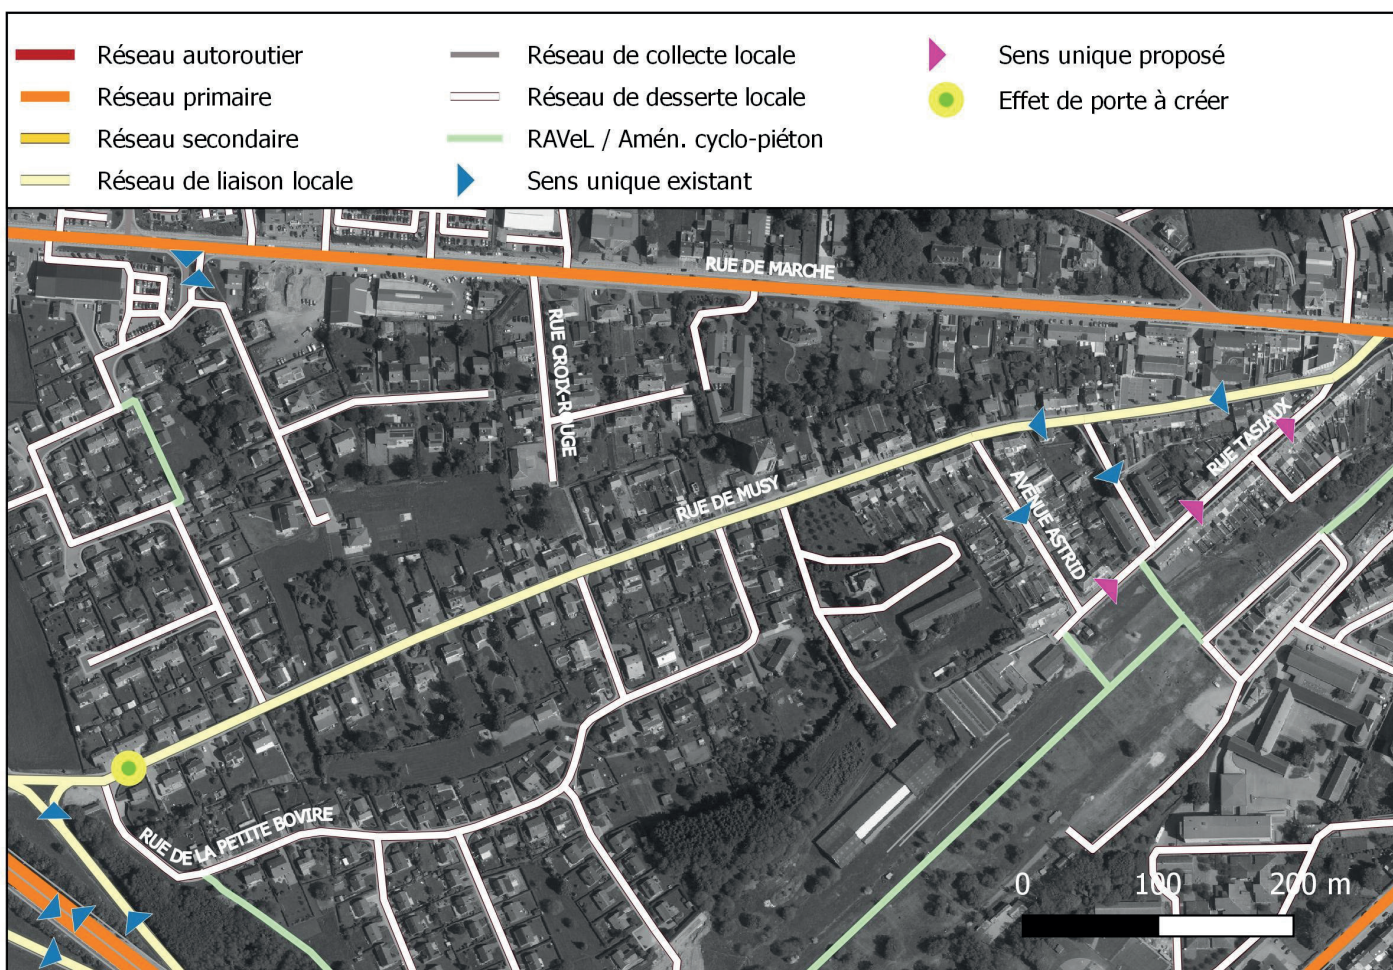 Réseau autoroutier
Réseau primaire
Réseau secondaire
Réseau de liaison locale
Réseau de collecte locale
Réseau de desserte locale
RAVeL / Amén. cyclo-piéton
Sens unique existant
Sens unique proposé
Effet de porte à créer
RUE DE MARCHE
RUE CROIX-ROUGE
RUE TASIAUX
RUE DE MUSY
AVENUE ASTRID
RUE DE LA PETITE BOVIRE
0 100 200 m